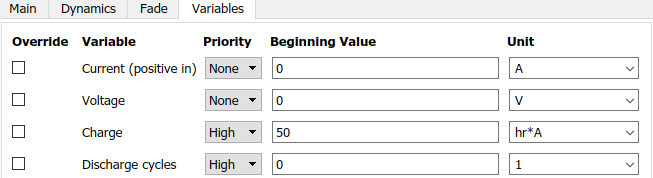 Main Dynamics Fade Variables
Override Variable Priority Beginning Value Unit
Current (positive in) None 0 A
Voltage None 0 V
Charge High 50 hr*A
Discharge cycles High 0 1